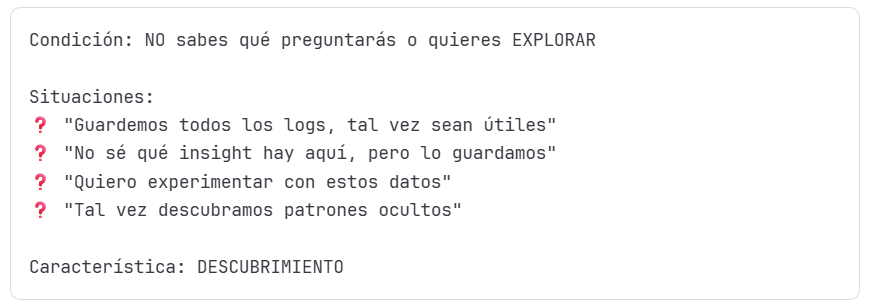 Condición: NO sabes qué preguntarás o quieres EXPLORAR
Situaciones:
❓ "Guardemos todos los logs, tal vez sean útiles"
❓ "No sé qué insight hay aquí, pero lo guardamos"
❓ "Quiero experimentar con estos datos"
❓ "Tal vez descubramos patrones ocultos"
Característica: DESCUBRIMIENTO